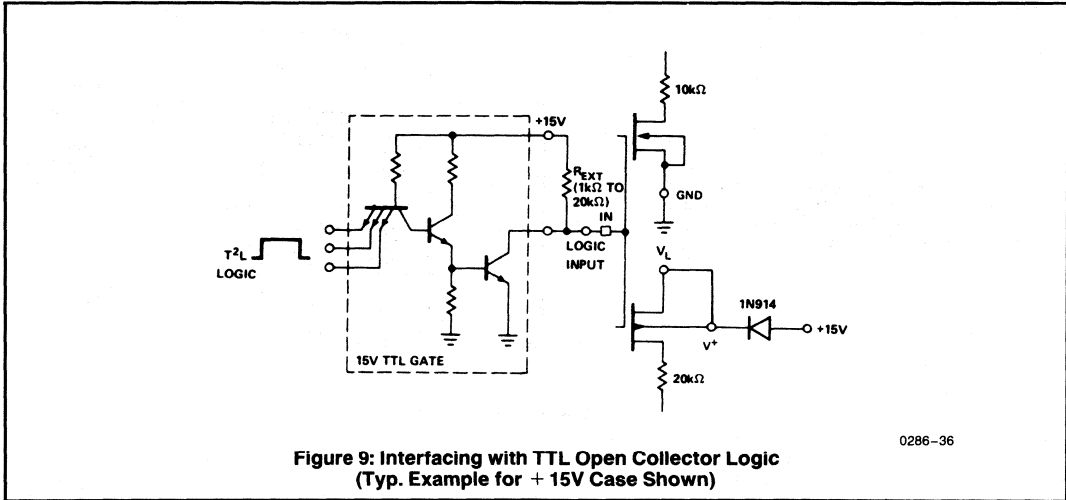 10kΩ
+15V
R_EXT
(1kΩ TO
20kΩ)
IN
GND
T²L
LOGIC
LOGIC
INPUT
V_L
1N914
+15V
V⁺
15V TTL GATE
20kΩ
0286-36
Figure 9: Interfacing with TTL Open Collector Logic
(Typ. Example for + 15V Case Shown)